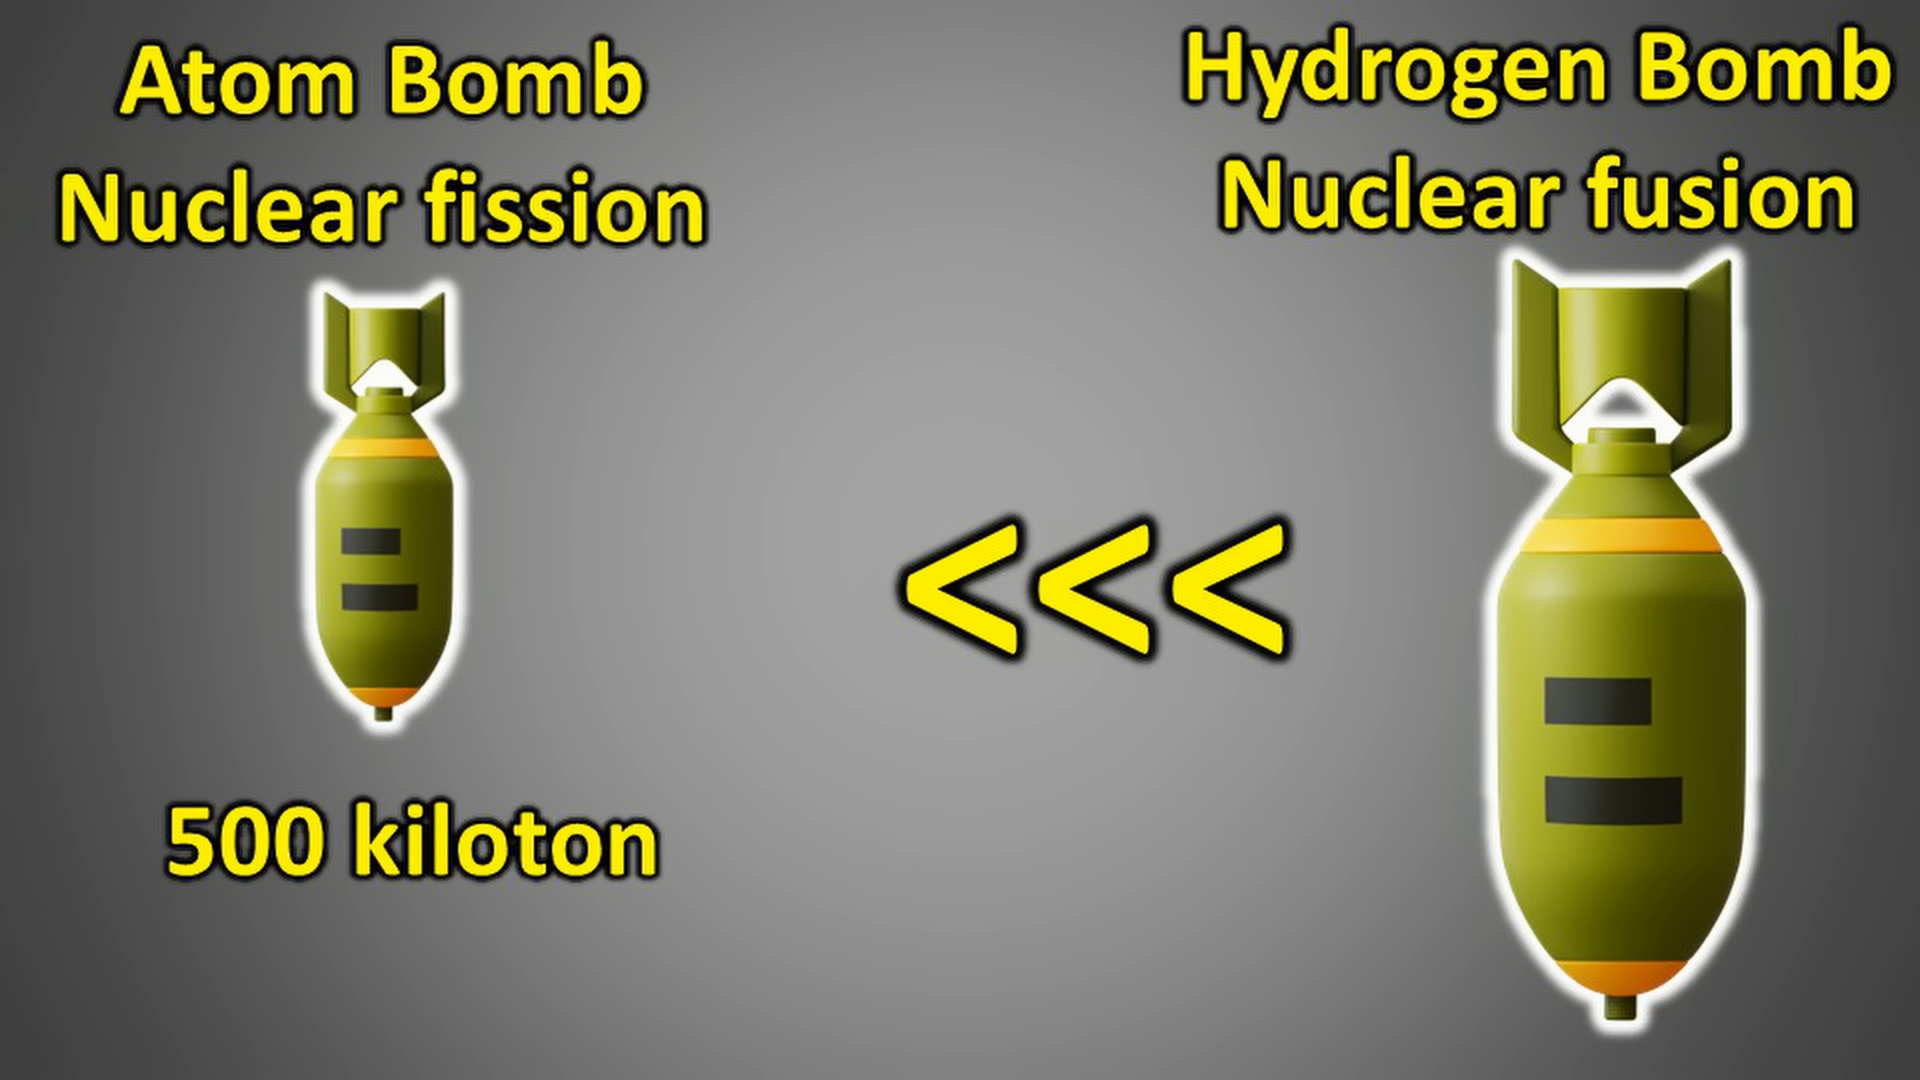 Atom Bomb
Nuclear fission
500 kiloton
<<<
Hydrogen Bomb
Nuclear fusion